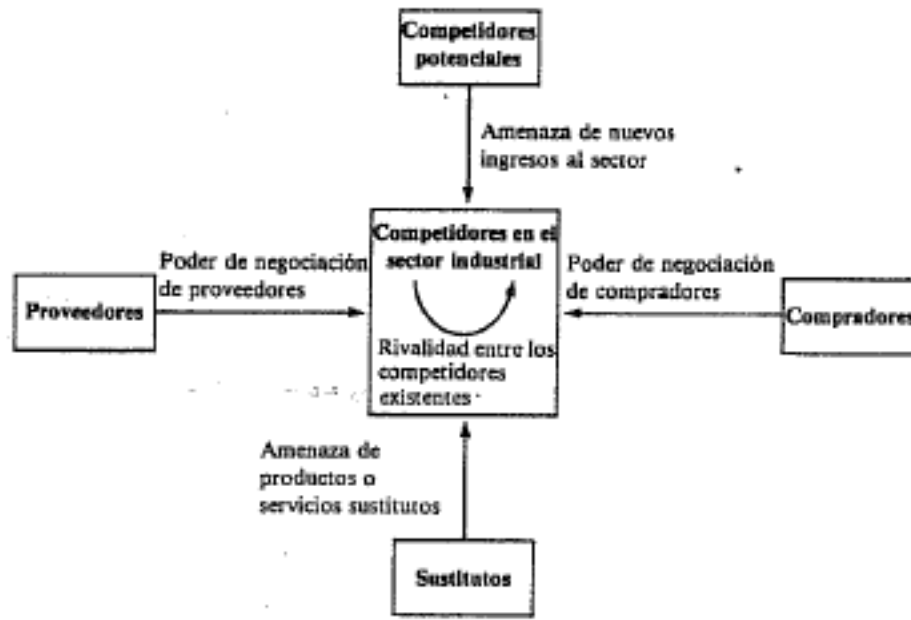 Competidores
potenciales
Amenaza de nuevos
ingresos al sector
Competidores en el
sector industrial
Poder de negociación
de proveedores
Poder de negociación
de compradores
Proveedores
Compradores
Rivalidad entre los
competidores
existentes
Amenaza de
productos o
servicios sustitutos
Sustitutos